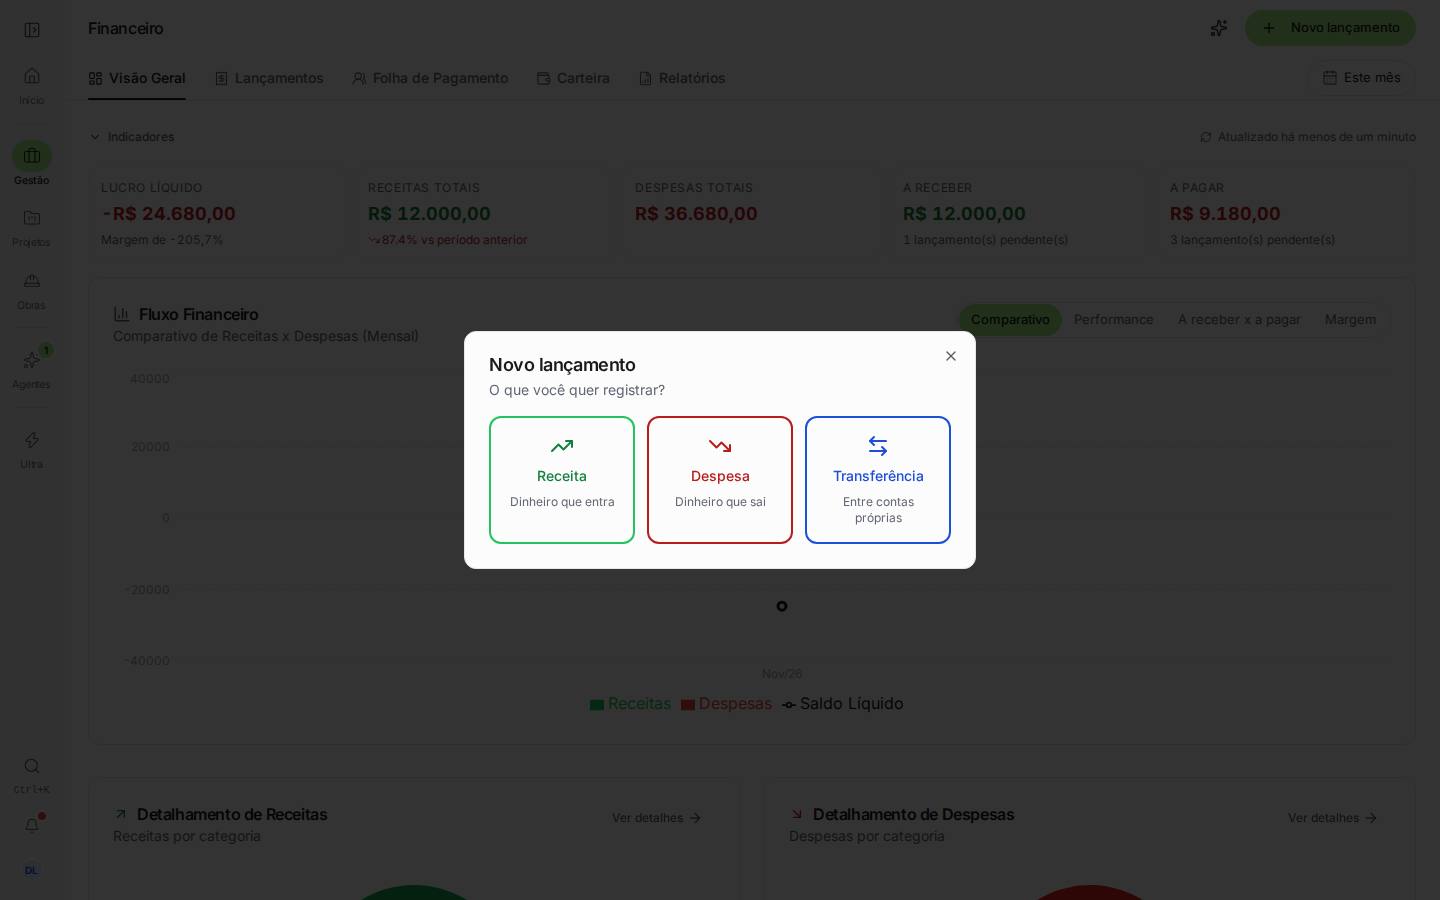 Financeiro
Novo lançamento
Início
Visão Geral
Lançamentos
Folha de Pagamento
Carteira
Relatórios
Este mês
Indicadores
Atualizado há menos de um minuto
Gestão
LUCRO LÍQUIDO
-R$ 24.680,00
Margem de -205,7%
RECEITAS TOTAIS
R$ 12.000,00
87.4% vs período anterior
DESPESAS TOTAIS
R$ 36.680,00
A RECEBER
R$ 12.000,00
1 lançamento(s) pendente(s)
A PAGAR
R$ 9.180,00
3 lançamento(s) pendente(s)
Projetos
Obras
1
Agentes
Ultra
Fluxo Financeiro
Comparativo de Receitas x Despesas (Mensal)
Comparativo
Performance
A receber x a pagar
Margem
40000
20000
0
-20000
-40000
Nov/26
Receitas
Despesas
Saldo Líquido
Novo lançamento
O que você quer registrar?
Receita
Dinheiro que entra
Despesa
Dinheiro que sai
Transferência
Entre contas
próprias
Ctrl+K
DL
Detalhamento de Receitas
Receitas por categoria
Ver detalhes
Detalhamento de Despesas
Despesas por categoria
Ver detalhes